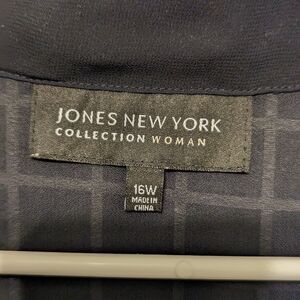 JONES NEW YORK
COLLECTION WOMAN
16W
MADE IN
CHINA